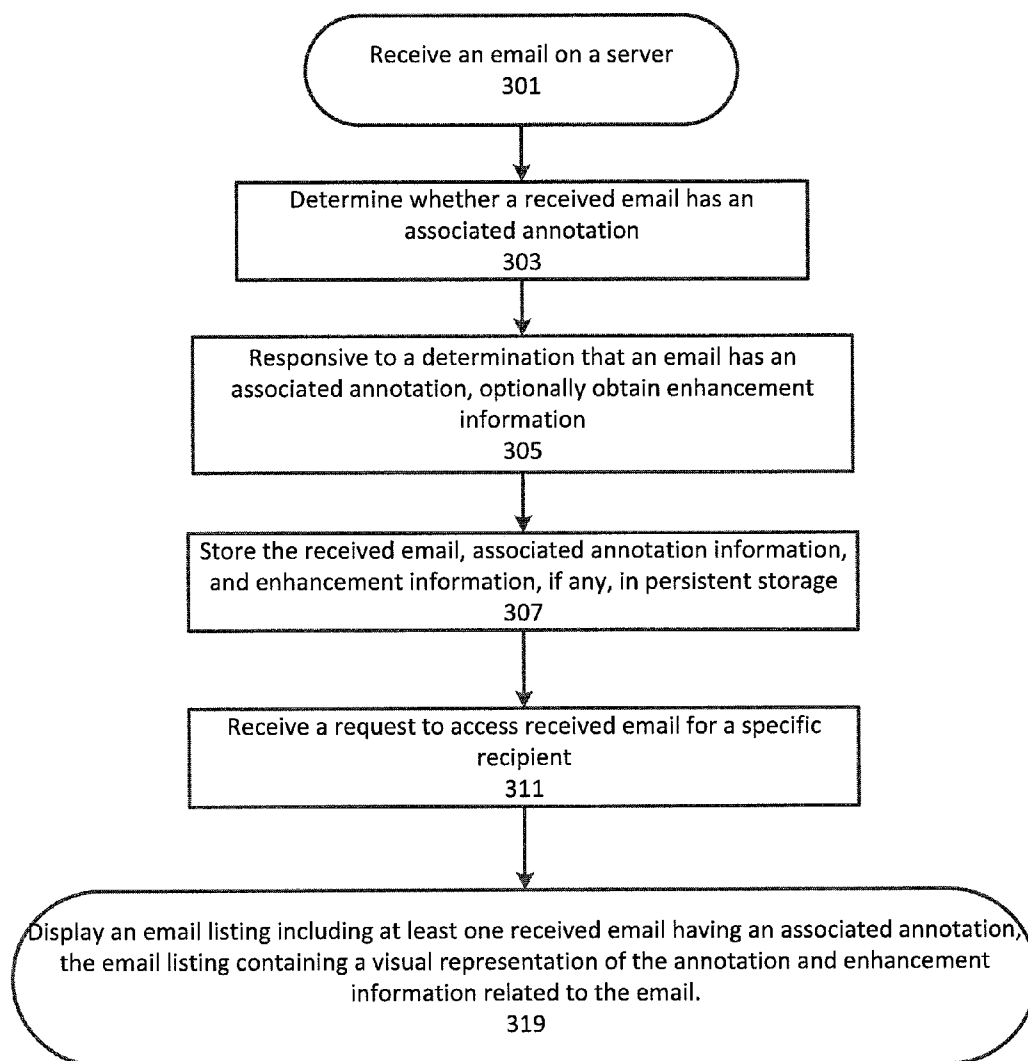 Receive an email on a server
301
Determine whether a received email has an
associated annotation
303
Responsive to a determination that an email has an
associated annotation, optionally obtain enhancement
information
305
Store the received email, associated annotation information,
and enhancement information, if any, in persistent storage
307
Receive a request to access received email for a specific
recipient
311
Display an email listing including at least one received email having an associated annotation,
the email listing containing a visual representation of the annotation and enhancement
information related to the email.
319